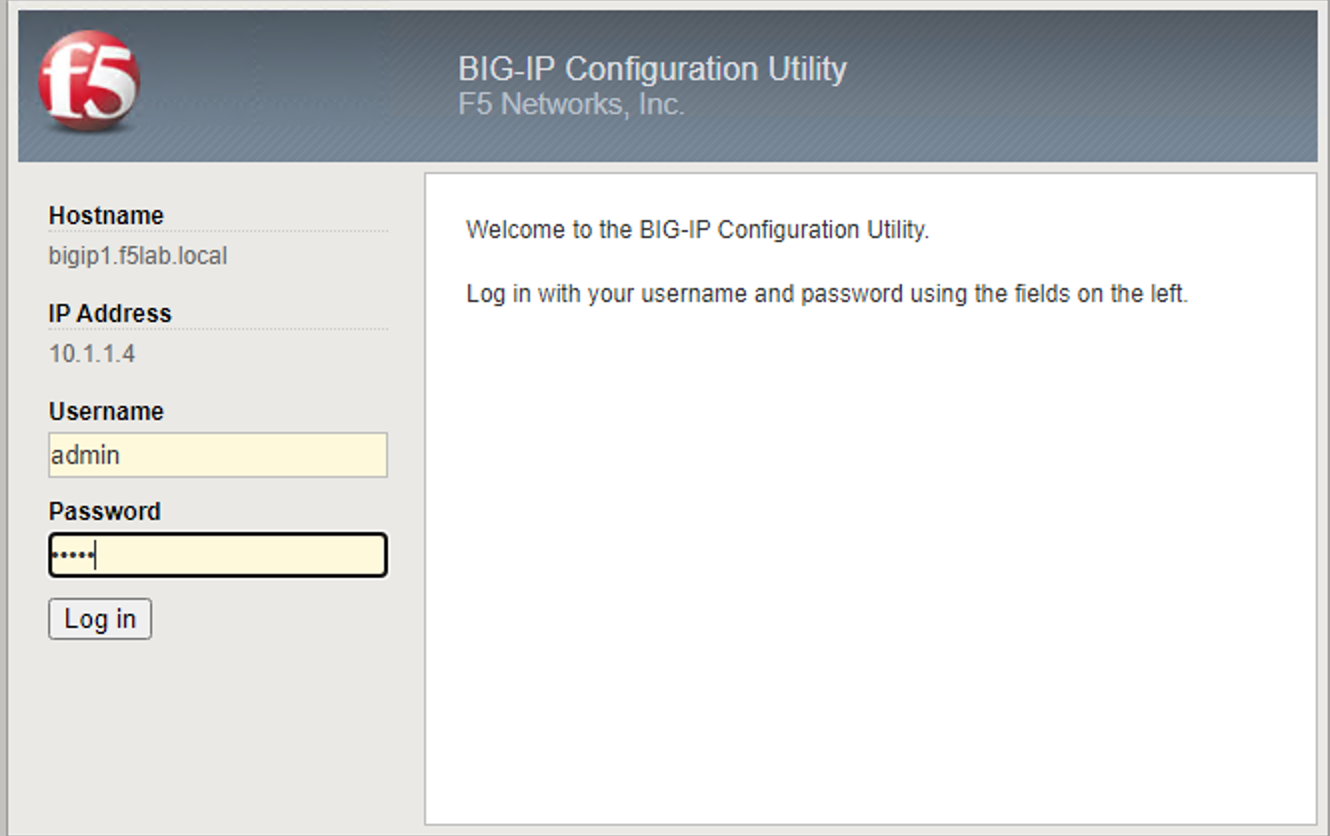 f5
BIG-IP Configuration Utility
F5 Networks, Inc.
Hostname
bigip1.f5lab.local
IP Address
10.1.1.4
Username
admin
Password
•••••
Log in
Welcome to the BIG-IP Configuration Utility.
Log in with your username and password using the fields on the left.